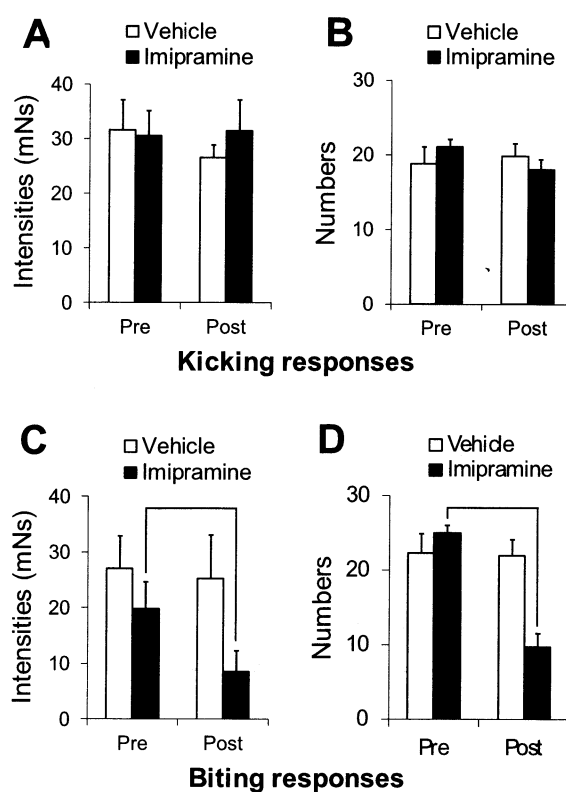 A
Vehicle
Imipramine
Intensities (mNs)
40
30
20
10
0
Pre Post
B
Vehicle
Imipramine
Numbers
30
20
10
0
Pre Post
Kicking responses
C
Vehicle
Imipramine
Intensities (mNs)
40
30
20
10
0
Pre Post
D
Vehicle
Imipramine
Numbers
30
20
10
0
Pre Post
Biting responses